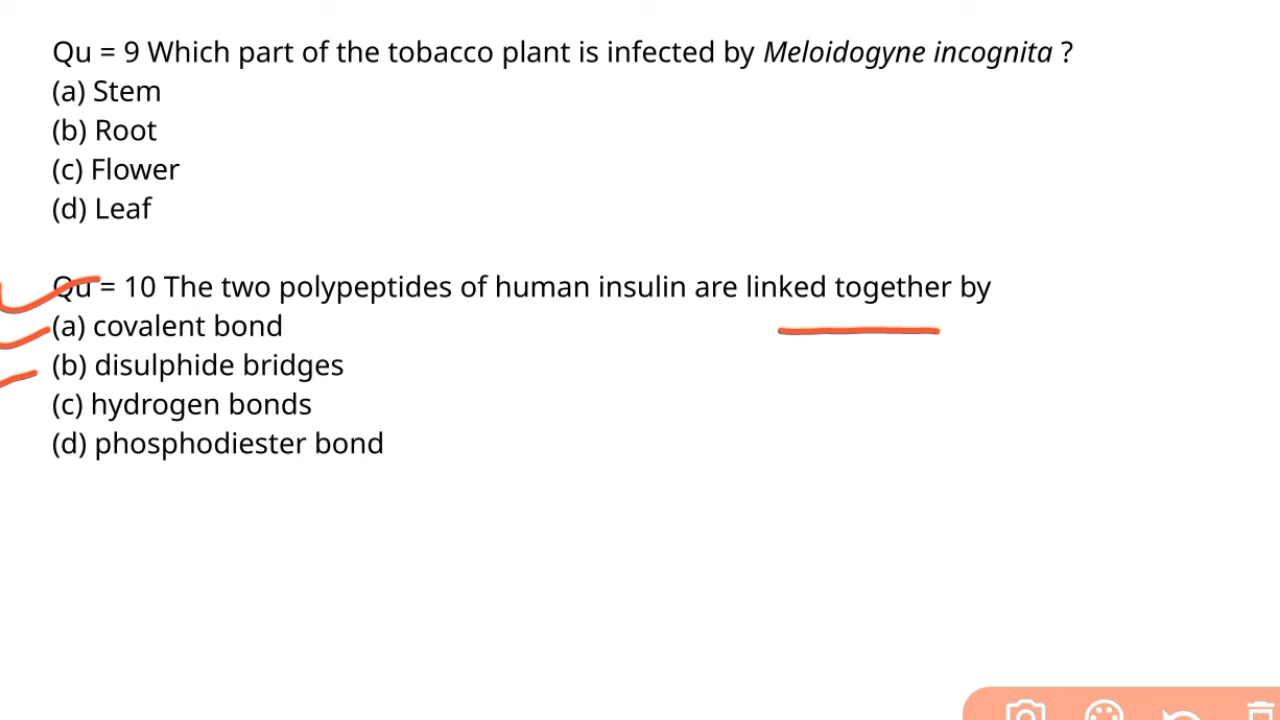 Qu = 9 Which part of the tobacco plant is infected by Meloidogyne incognita ?
(a) Stem
(b) Root
(c) Flower
(d) Leaf
Qu = 10 The two polypeptides of human insulin are linked together by
(a) covalent bond
(b) disulphide bridges
(c) hydrogen bonds
(d) phosphodiester bond